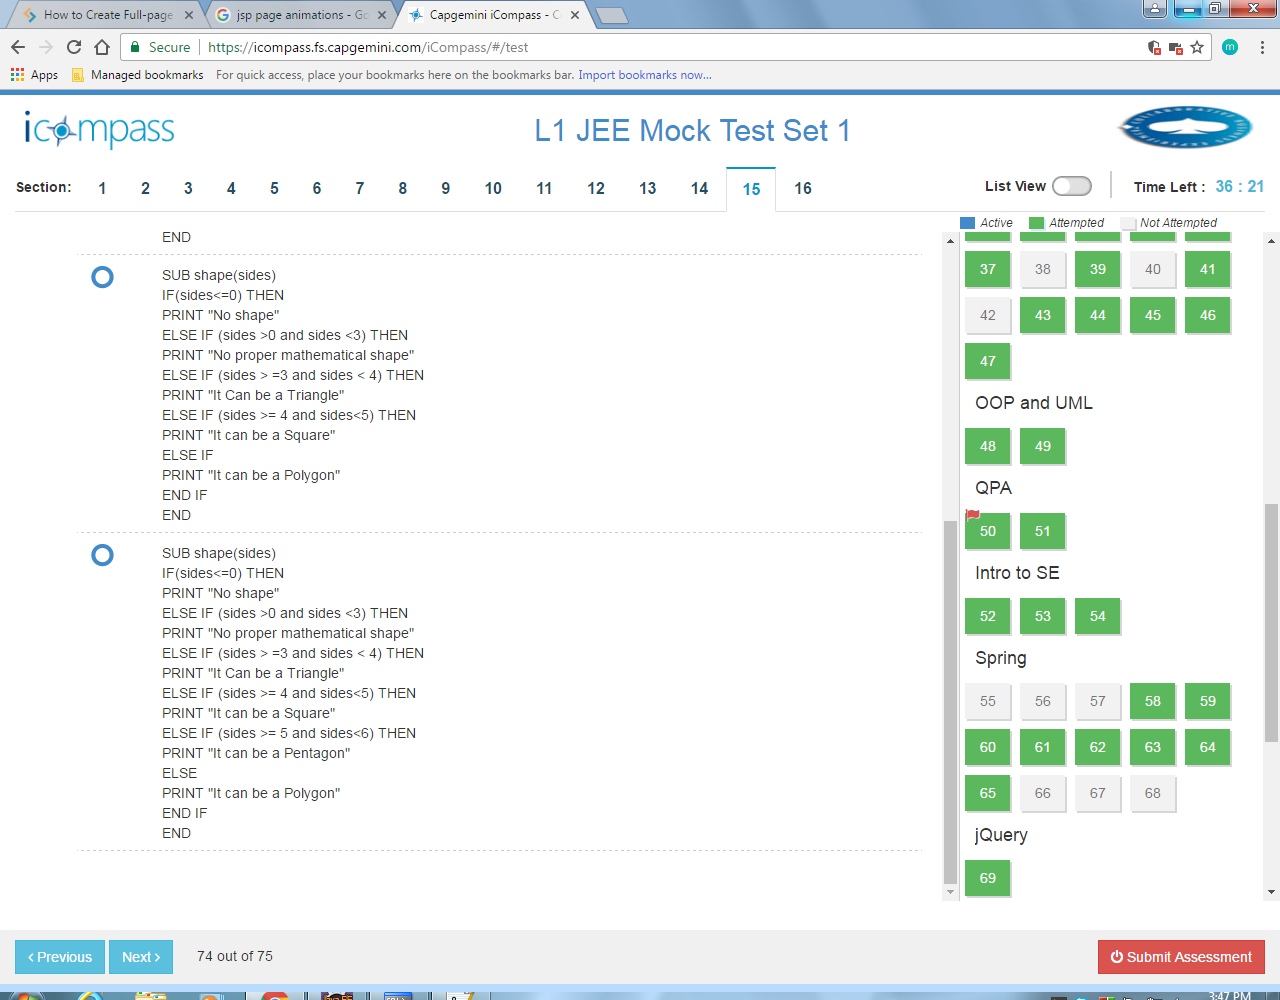 How to Create Full-page
jsp page animations - Go
Capgemini iCompass - C
Secure
https://icompass.fs.capgemini.com/iCompass/#/test
m
Apps
Managed bookmarks
For quick access, place your bookmarks here on the bookmarks bar. Import bookmarks now...
icompass
L1 JEE Mock Test Set 1
Section: 1 2 3 4 5 6 7 8 9 10 11 12 13 14 15 16
List View
Time Left : 36 : 21
Active Attempted Not Attempted
END
SUB shape(sides)
IF(sides<=0) THEN
PRINT "No shape"
ELSE IF (sides >0 and sides <3) THEN
PRINT "No proper mathematical shape"
ELSE IF (sides > =3 and sides < 4) THEN
PRINT "It Can be a Triangle"
ELSE IF (sides >= 4 and sides<5) THEN
PRINT "It can be a Square"
ELSE IF
PRINT "It can be a Polygon"
END IF
END
SUB shape(sides)
IF(sides<=0) THEN
PRINT "No shape"
ELSE IF (sides >0 and sides <3) THEN
PRINT "No proper mathematical shape"
ELSE IF (sides > =3 and sides < 4) THEN
PRINT "It Can be a Triangle"
ELSE IF (sides >= 4 and sides<5) THEN
PRINT "It can be a Square"
ELSE IF (sides >= 5 and sides<6) THEN
PRINT "It can be a Pentagon"
ELSE
PRINT "It can be a Polygon"
END IF
END
37 38 39 40 41
42 43 44 45 46
47
OOP and UML
48 49
QPA
50 51
Intro to SE
52 53 54
Spring
55 56 57 58 59
60 61 62 63 64
65 66 67 68
jQuery
69
Previous
Next
74 out of 75
Submit Assessment
3:47 PM